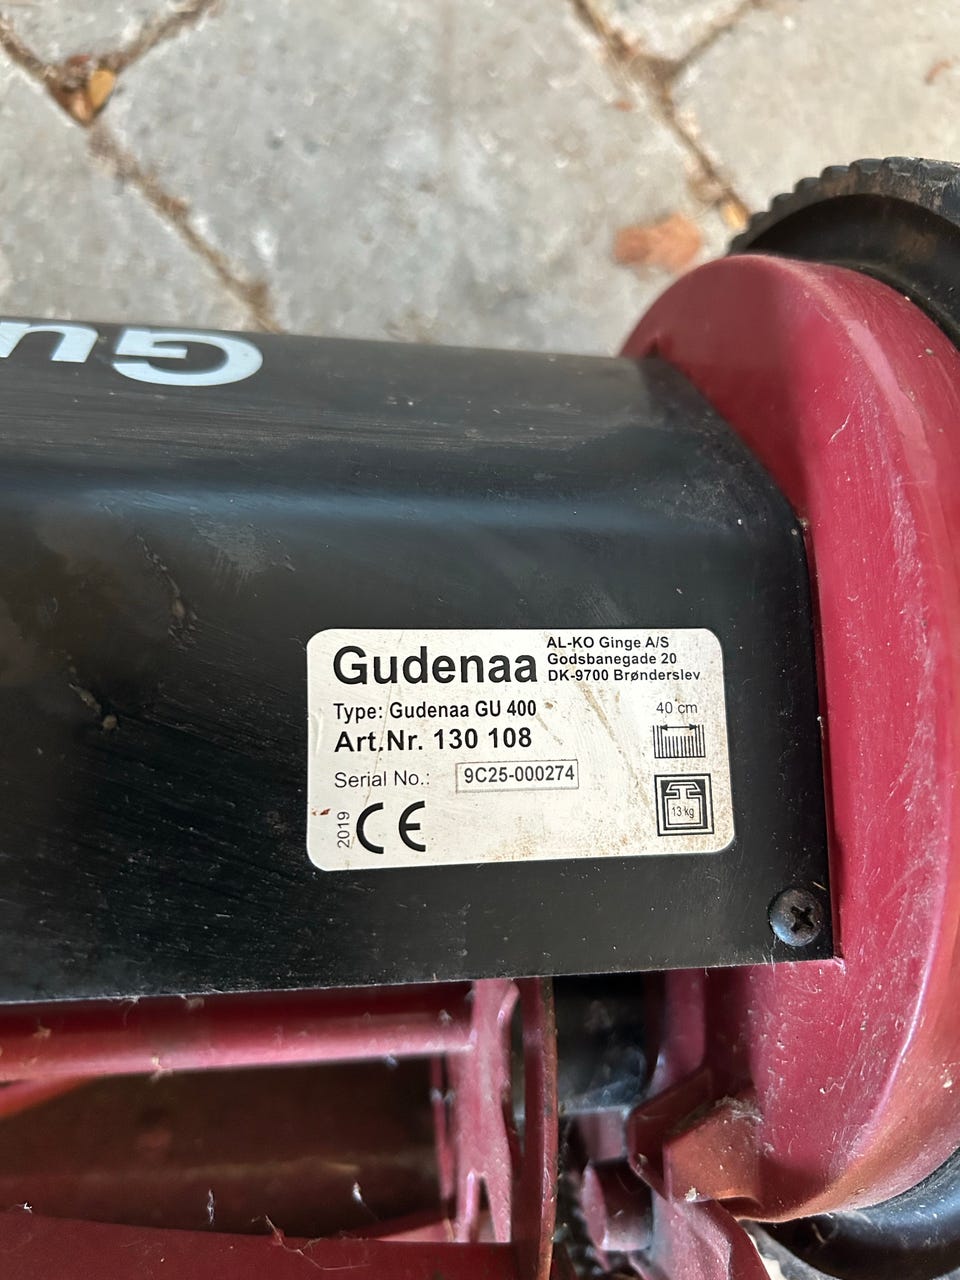 Gu
Gudenaa
AL-KO Ginge A/S
Godsbanegade 20
DK-9700 Brønderslev
Type: Gudenaa GU 400
Art.Nr. 130 108
Serial No.: 9C25-000274
40 cm
13 kg
2019 CE